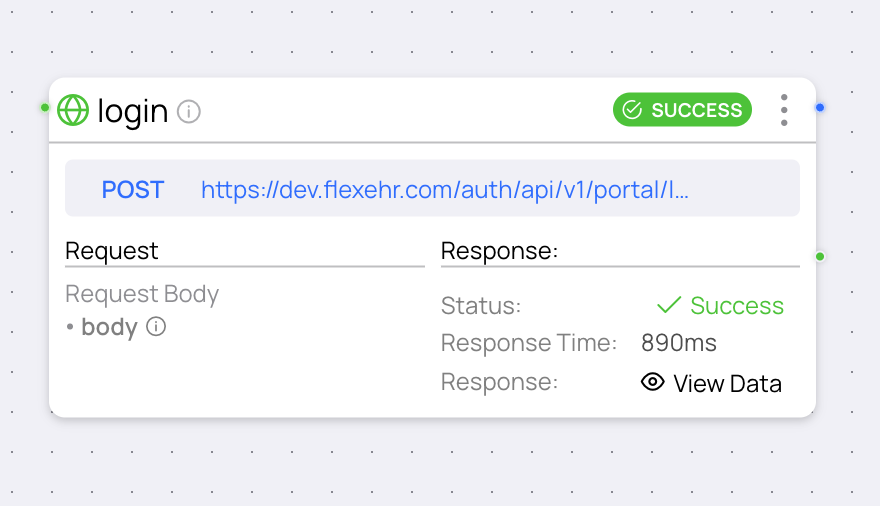 login
SUCCESS
POST https://dev.flexehr.com/auth/api/v1/portal/l...
Request
Request Body
• body
Response:
Status: Success
Response Time: 890ms
Response: View Data